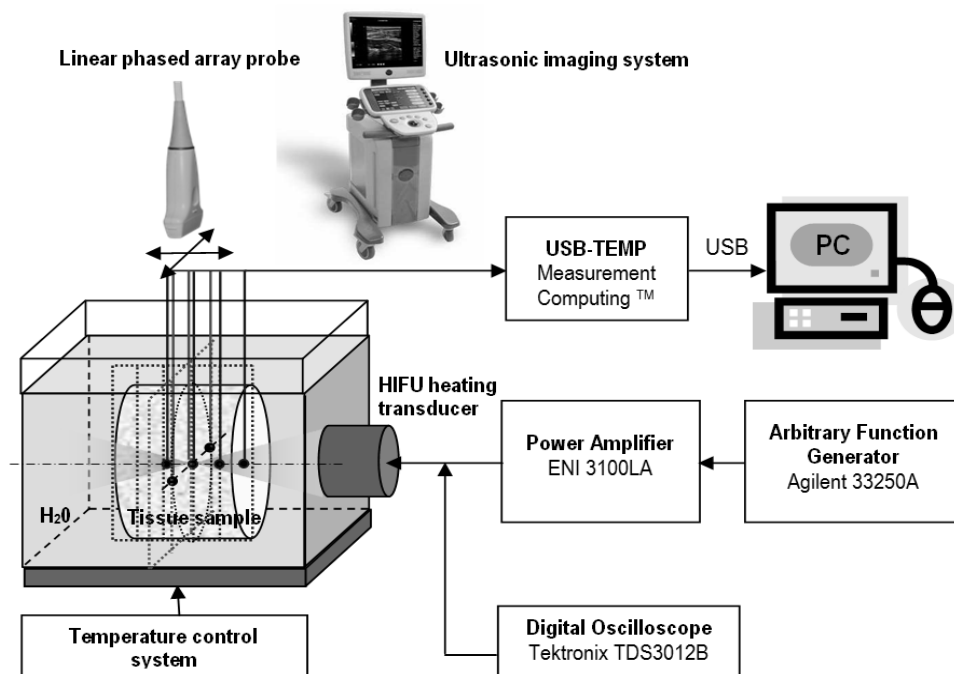 Linear phased array probe
Ultrasonic imaging system
USB-TEMP
Measurement
Computing ™
USB
PC
HIFU heating
transducer
Power Amplifier
ENI 3100LA
Arbitrary Function
Generator
Agilent 33250A
H₂0
Tissue sample
Temperature control
system
Digital Oscilloscope
Tektronix TDS3012B